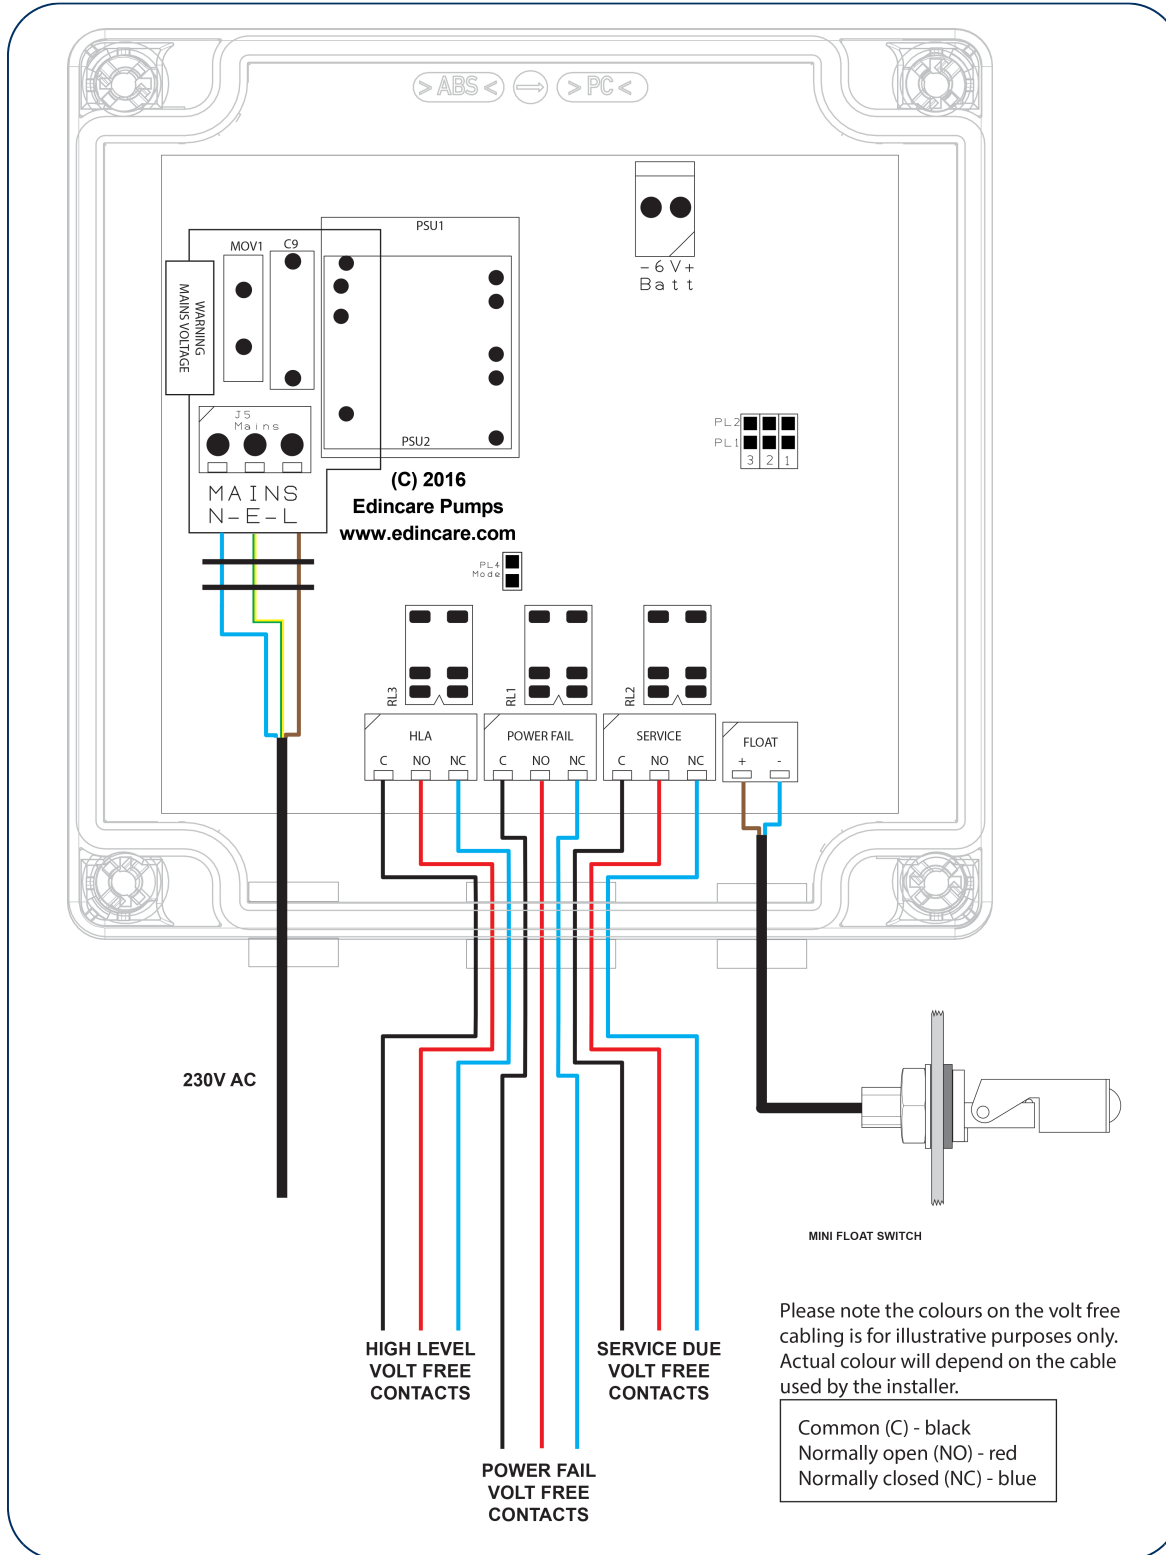 > ABS <
> PC <
PSU1
- 6 V +
Batt
MOV1
C9
WARNING
MAINS VOLTAGE
J5
Mains
PSU2
PL2
PL1
3 2 1
MAINS
N-E-L
(C) 2016
Edincare Pumps
www.edincare.com
PL4
Mode
RL3
RL1
RL2
HLA
C NO NC
POWER FAIL
C NO NC
SERVICE
C NO NC
FLOAT
+ -
230V AC
MINI FLOAT SWITCH
HIGH LEVEL
VOLT FREE
CONTACTS
SERVICE DUE
VOLT FREE
CONTACTS
POWER FAIL
VOLT FREE
CONTACTS
Please note the colours on the volt free
cabling is for illustrative purposes only.
Actual colour will depend on the cable
used by the installer.
Common (C) - black
Normally open (NO) - red
Normally closed (NC) - blue